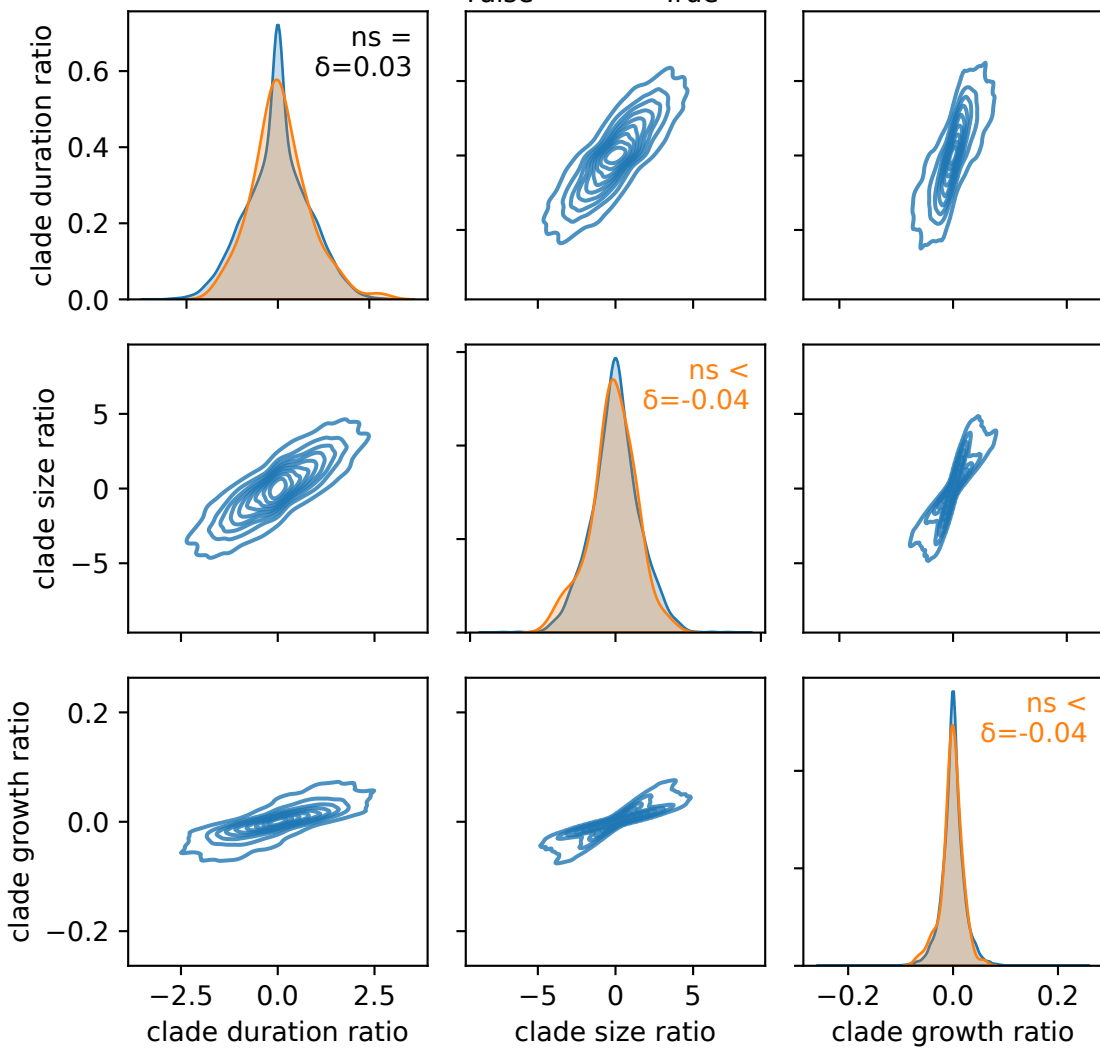 clade duration ratio
0.6
0.4
0.2
0.0
ns =
δ=0.03
clade size ratio
5
0
−5
ns <
δ=-0.04
clade growth ratio
0.2
0.0
−0.2
ns <
δ=-0.04
−2.5 0.0 2.5
−5 0 5
−0.2 0.0 0.2
clade duration ratio
clade size ratio
clade growth ratio